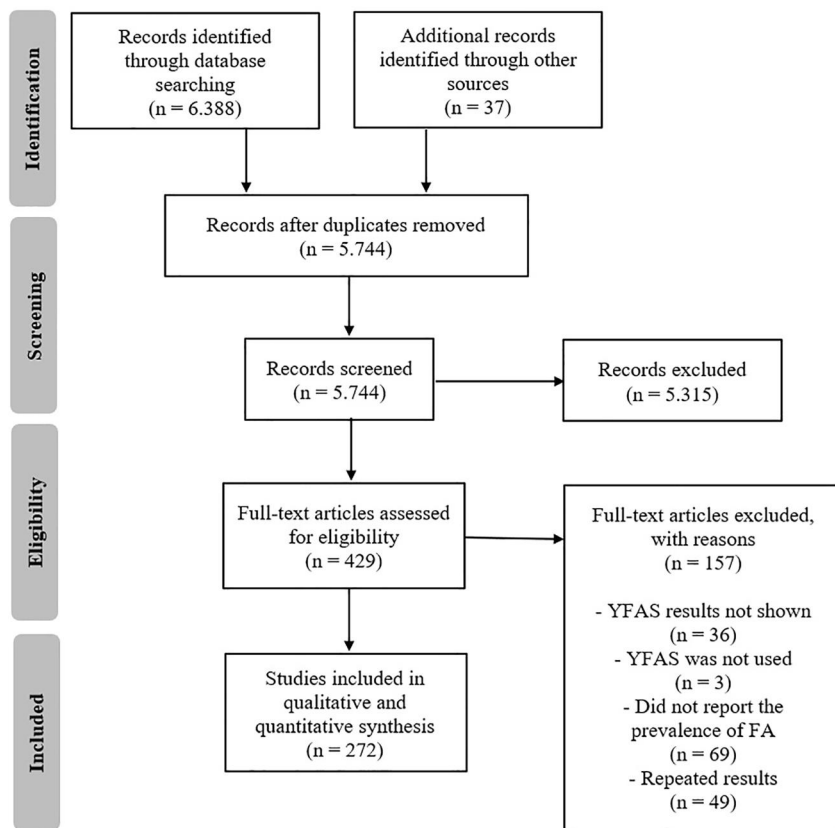 Identification
Records identified
through database
searching
(n = 6.388)
Additional records
identified through other
sources
(n = 37)
Records after duplicates removed
(n = 5.744)
Screening
Records screened
(n = 5.744)
Records excluded
(n = 5.315)
Eligibility
Full-text articles assessed
for eligibility
(n = 429)
Full-text articles excluded,
with reasons
(n = 157)
- YFAS results not shown
(n = 36)
- YFAS was not used
(n = 3)
- Did not report the
prevalence of FA
(n = 69)
- Repeated results
(n = 49)
Included
Studies included in
qualitative and
quantitative synthesis
(n = 272)